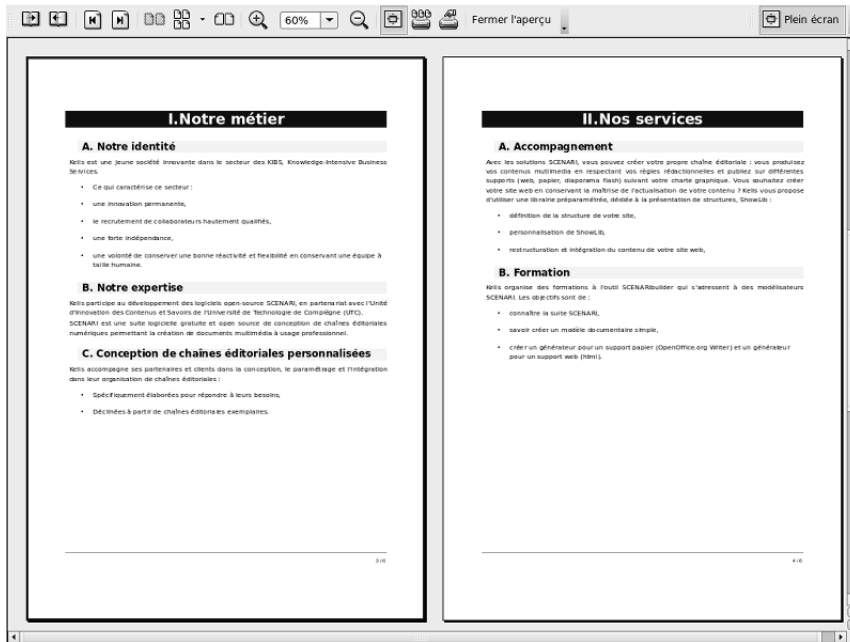 60%
Fermer l'aperçu
Plein écran
I.Notre métier
A. Notre identité
Kelis est une jeune société innovante dans le secteur des KIBS, Knowledge-Intensive Business
Services.
• Ce qui caractérise ce secteur :
• une innovation permanente,
• le recrutement de collaborateurs hautement qualifiés,
• une forte indépendance,
• une volonté de conserver une bonne réactivité et flexibilité en conservant une équipe à
taille humaine.
B. Notre expertise
Kelis participe au développement des logiciels open-source SCENARI, en partenariat avec l'Unité
d'Innovation des Contenus et Savoirs de l'Université de Technologie de Compiègne (UTC).
SCENARI est une suite logicielle gratuite et open source de conception de chaînes éditoriales
numériques permettant la création de documents multimédia à usage professionnel.
C. Conception de chaînes éditoriales personnalisées
Kelis accompagne ses partenaires et clients dans la conception, le paramétrage et l'intégration
dans leur organisation de chaînes éditoriales :
• Spécifiquement élaborées pour répondre à leurs besoins,
• Déclinées à partir de chaînes éditoriales exemplaires.
3/6
II.Nos services
A. Accompagnement
Avec les solutions SCENARI, vous pouvez créer votre propre chaîne éditoriale : vous produisez
vos contenus multimedia en respectant vos règles rédactionnelles et publiez sur différentes
supports (web, papier, diaporama flash) suivant votre charte graphique. Vous souhaitez créer
votre site web en conservant la maîtrise de l'actualisation de votre contenu ? Kelis vous propose
d'utiliser une librairie préparamétrée, dédiée à la présentation de structures, ShowLib :
• définition de la structure de votre site,
• personnalisation de ShowLib,
• restructuration et intégration du contenu de votre site web,
B. Formation
Kelis organise des formations à l'outil SCENARIbuilder qui s'adressent à des modélisateurs
SCENARI. Les objectifs sont de :
• connaître la suite SCENARI,
• savoir créer un modèle documentaire simple,
• créer un générateur pour un support papier (OpenOffice.org Writer) et un générateur
pour un support web (html).
4/6